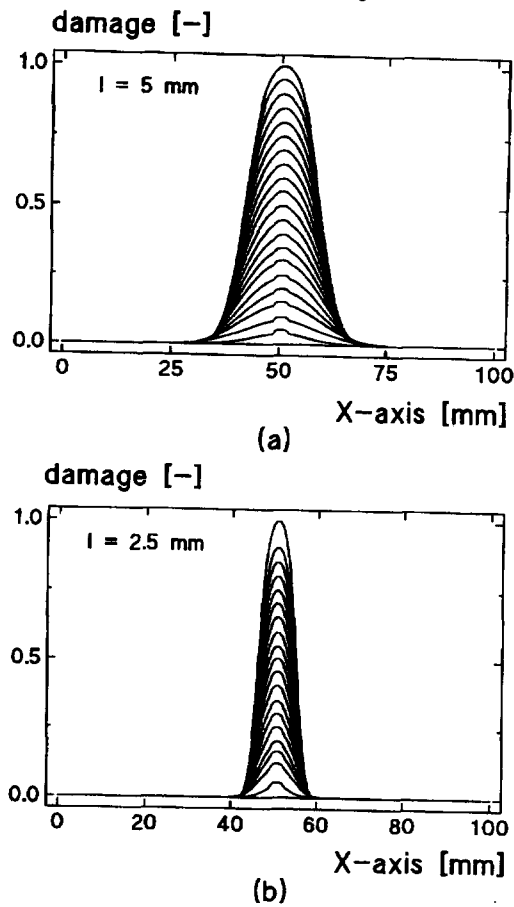 damage [-]
1.0
l = 5 mm
0.5
0.0
0 25 50 75 100
X-axis [mm]
(a)
damage [-]
1.0
l = 2.5 mm
0.5
0.0
0 20 40 60 80 100
X-axis [mm]
(b)